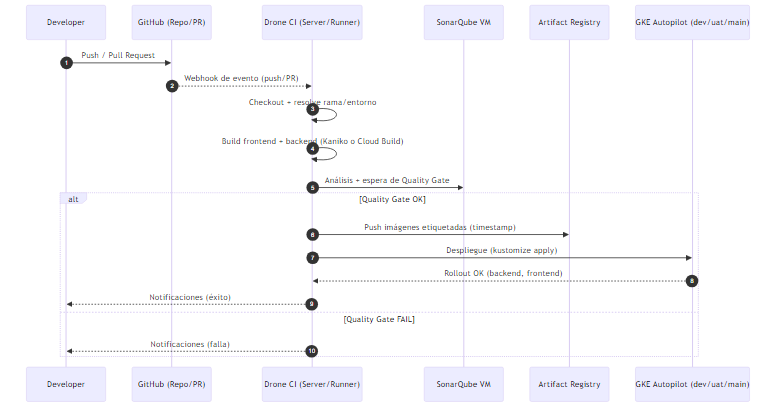 Developer
GitHub (Repo/PR)
Drone CI (Server/Runner)
SonarQube VM
Artifact Registry
GKE Autopilot (dev/uat/main)
Push / Pull Request
1
Webhook de evento (push/PR)
2
Checkout + resolve rama/entorno
3
Build frontend + backend (Kaniko o Cloud Build)
4
Análisis + espera de Quality Gate
5
alt
[Quality Gate OK]
Push imágenes etiquetadas (timestamp)
6
Despliegue (kustomize apply)
7
Rollout OK (backend, frontend)
8
Notificaciones (éxito)
9
[Quality Gate FAIL]
Notificaciones (falla)
10
Developer
GitHub (Repo/PR)
Drone CI (Server/Runner)
SonarQube VM
Artifact Registry
GKE Autopilot (dev/uat/main)